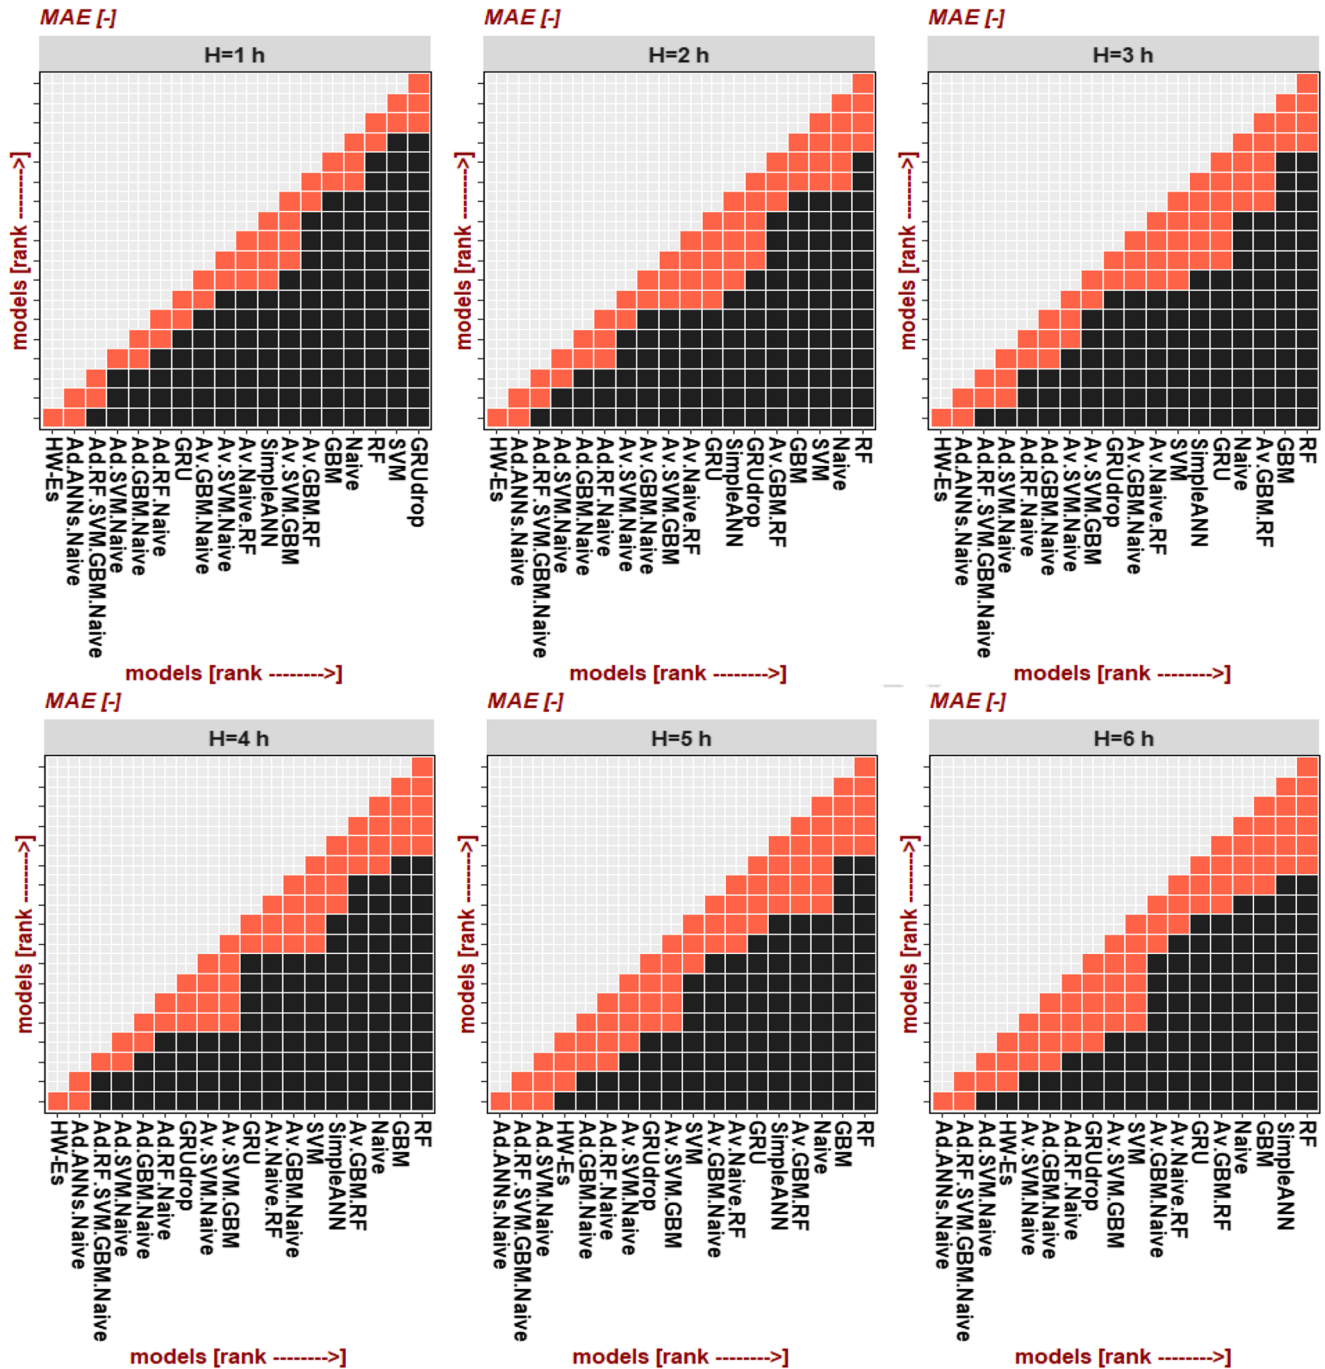 MAE [-]
MAE [-]
MAE [-]
H=1 h
H=2 h
H=3 h
models [rank -------->]
models [rank -------->]
models [rank -------->]
HW-Es
Ad.ANNs.Naive
Ad.RF.SVM.GBM.Naive
Ad.SVM.Naive
Ad.GBM.Naive
Ad.RF.Naive
GRU
Av.GBM.Naive
Av.SVM.Naive
Av.Naive.RF
SimpleANN
Av.SVM.GBM
Av.GBM.RF
GBM
Naive
RF
SVM
GRUdrop
HW-Es
Ad.ANNs.Naive
Ad.RF.SVM.GBM.Naive
Ad.SVM.Naive
Ad.GBM.Naive
Ad.RF.Naive
Av.SVM.Naive
Av.GBM.Naive
Av.SVM.GBM
Av.Naive.RF
GRU
SimpleANN
GRUdrop
Av.GBM.RF
GBM
SVM
Naive
RF
HW-Es
Ad.ANNs.Naive
Ad.RF.SVM.GBM.Naive
Ad.SVM.Naive
Ad.RF.Naive
Ad.GBM.Naive
Av.SVM.Naive
Av.SVM.GBM
GRUdrop
Av.GBM.Naive
Av.Naive.RF
SVM
SimpleANN
GRU
Naive
Av.GBM.RF
GBM
RF
models [rank -------->]
models [rank -------->]
models [rank -------->]
MAE [-]
MAE [-]
MAE [-]
H=4 h
H=5 h
H=6 h
models [rank -------->]
models [rank -------->]
models [rank -------->]
HW-Es
Ad.ANNs.Naive
Ad.RF.SVM.GBM.Naive
Ad.SVM.Naive
Ad.GBM.Naive
Ad.RF.Naive
GRUdrop
Av.SVM.Naive
Av.SVM.GBM
GRU
Av.Naive.RF
Av.GBM.Naive
SVM
SimpleANN
Av.GBM.RF
Naive
GBM
RF
Ad.ANNs.Naive
Ad.RF.SVM.GBM.Naive
Ad.SVM.Naive
HW-Es
Ad.GBM.Naive
Ad.RF.Naive
Av.SVM.Naive
GRUdrop
Av.SVM.GBM
SVM
Av.GBM.Naive
Av.Naive.RF
GRU
SimpleANN
Av.GBM.RF
Naive
GBM
RF
Ad.ANNs.Naive
Ad.RF.SVM.GBM.Naive
Ad.SVM.Naive
HW-Es
Av.SVM.Naive
Ad.GBM.Naive
Ad.RF.Naive
GRUdrop
Av.SVM.GBM
SVM
Av.GBM.Naive
Av.Naive.RF
GRU
Av.GBM.RF
Naive
GBM
SimpleANN
RF
models [rank -------->]
models [rank -------->]
models [rank -------->]